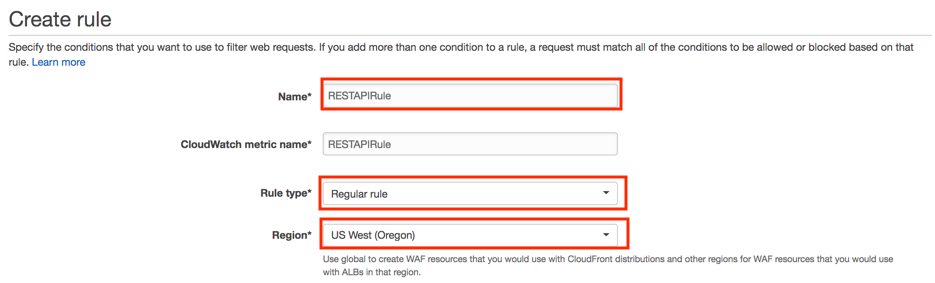 Create rule
Specify the conditions that you want to use to filter web requests. If you add more than one condition to a rule, a request must match all of the conditions to be allowed or blocked based on that
rule. Learn more
Name* RESTAPIRule
CloudWatch metric name* RESTAPIRule
Rule type* Regular rule
Region* US West (Oregon)
Use global to create WAF resources that you would use with CloudFront distributions and other regions for WAF resources that you would use
with ALBs in that region.